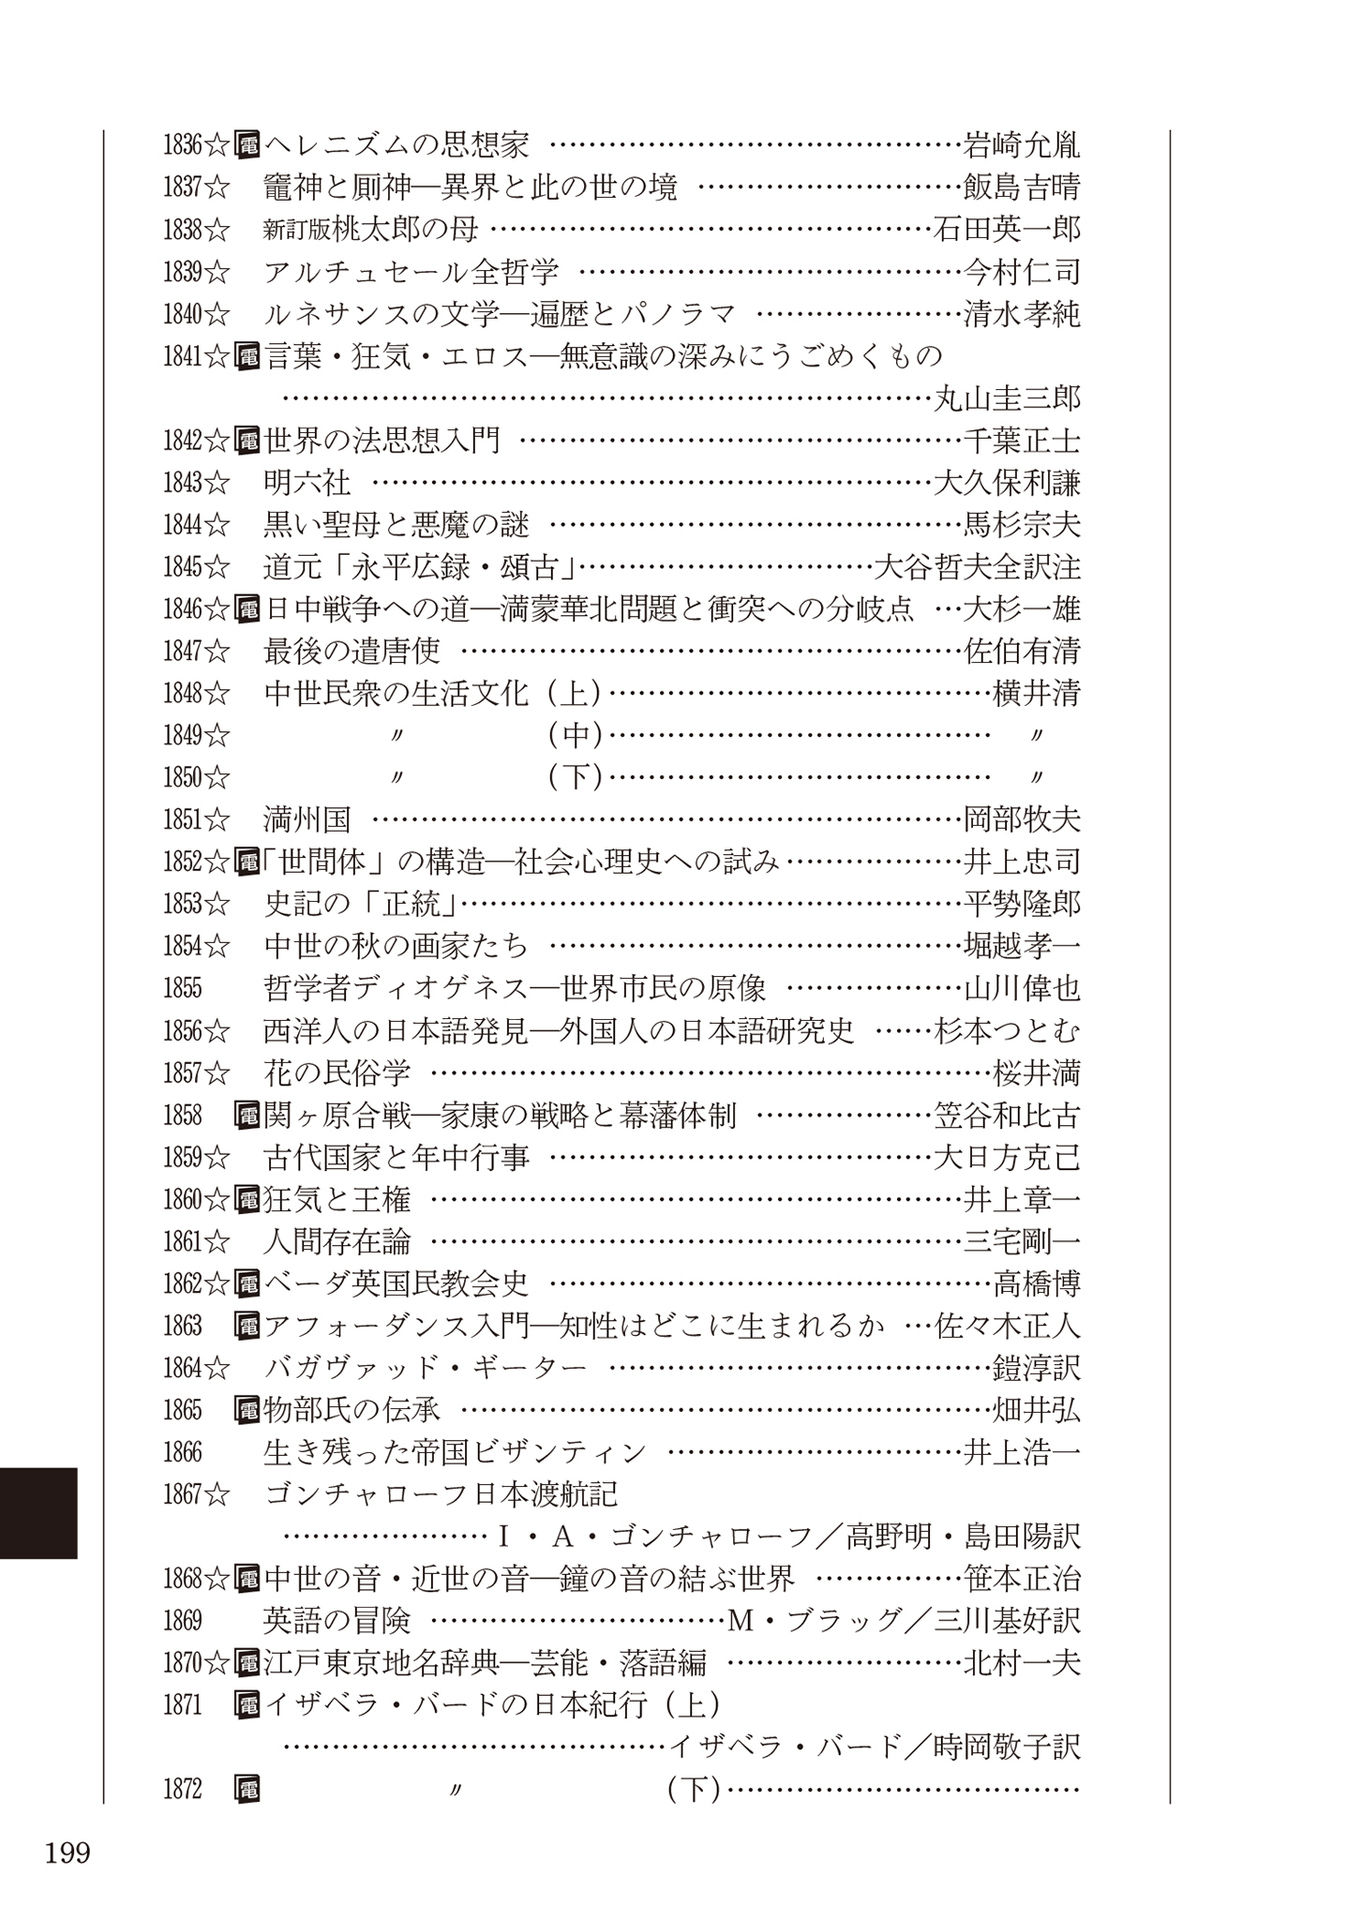 1836☆電ヘレニズムの思想家 ……………………………………岩崎允胤
1837☆ 竈神と厠神―異界と此の世の境 ………………………飯島吉晴
1838☆ 新訂版桃太郎の母 ………………………………………石田英一郎
1839☆ アルチュセール全哲学 …………………………………今村仁司
1840☆ ルネサンスの文学―遍歴とパノラマ …………………清水孝純
1841☆電言葉・狂気・エロス―無意識の深みにうごめくもの
…………………………………………………………丸山圭三郎
1842☆電世界の法思想入門 ………………………………………千葉正士
1843☆ 明六社 …………………………………………………大久保利謙
1844☆ 黒い聖母と悪魔の謎 ……………………………………馬杉宗夫
1845☆ 道元「永平広録・頌古」…………………………大谷哲夫全訳注
1846☆電日中戦争への道―満蒙華北問題と衝突への分岐点 …大杉一雄
1847☆ 最後の遣唐使 ……………………………………………佐伯有清
1848☆ 中世民衆の生活文化（上）…………………………………横井清
1849☆ 〃 （中）………………………………… 〃
1850☆ 〃 （下）………………………………… 〃
1851☆ 満州国 ……………………………………………………岡部牧夫
1852☆電「世間体」の構造―社会心理史への試み………………井上忠司
1853☆ 史記の「正統」……………………………………………平勢隆郎
1854☆ 中世の秋の画家たち ……………………………………堀越孝一
1855 哲学者ディオゲネス―世界市民の原像 ………………山川偉也
1856☆ 西洋人の日本語発見―外国人の日本語研究史 ……杉本つとむ
1857☆ 花の民俗学 …………………………………………………桜井満
1858 電関ヶ原合戦―家康の戦略と幕藩体制 ………………笠谷和比古
1859☆ 古代国家と年中行事 …………………………………大日方克己
1860☆電狂気と王権 ………………………………………………井上章一
1861☆ 人間存在論 ………………………………………………三宅剛一
1862☆電ベーダ英国民教会史 ………………………………………高橋博
1863 電アフォーダンス入門―知性はどこに生まれるか …佐々木正人
1864☆ バガヴァッド・ギーター …………………………………鎧淳訳
1865 電物部氏の伝承 ………………………………………………畑井弘
1866 生き残った帝国ビザンティン …………………………井上浩一
1867☆ ゴンチャローフ日本渡航記
…………………Ｉ・Ａ・ゴンチャローフ／高野明・島田陽訳
1868☆電中世の音・近世の音―鐘の音の結ぶ世界 ……………笹本正治
1869 英語の冒険 …………………………Ｍ・ブラッグ／三川基好訳
1870☆電江戸東京地名辞典―芸能・落語編 ……………………北村一夫
1871 電イザベラ・バードの日本紀行（上）
…………………………………イザベラ・バード／時岡敬子訳
1872 電 〃 （下）………………………………
199